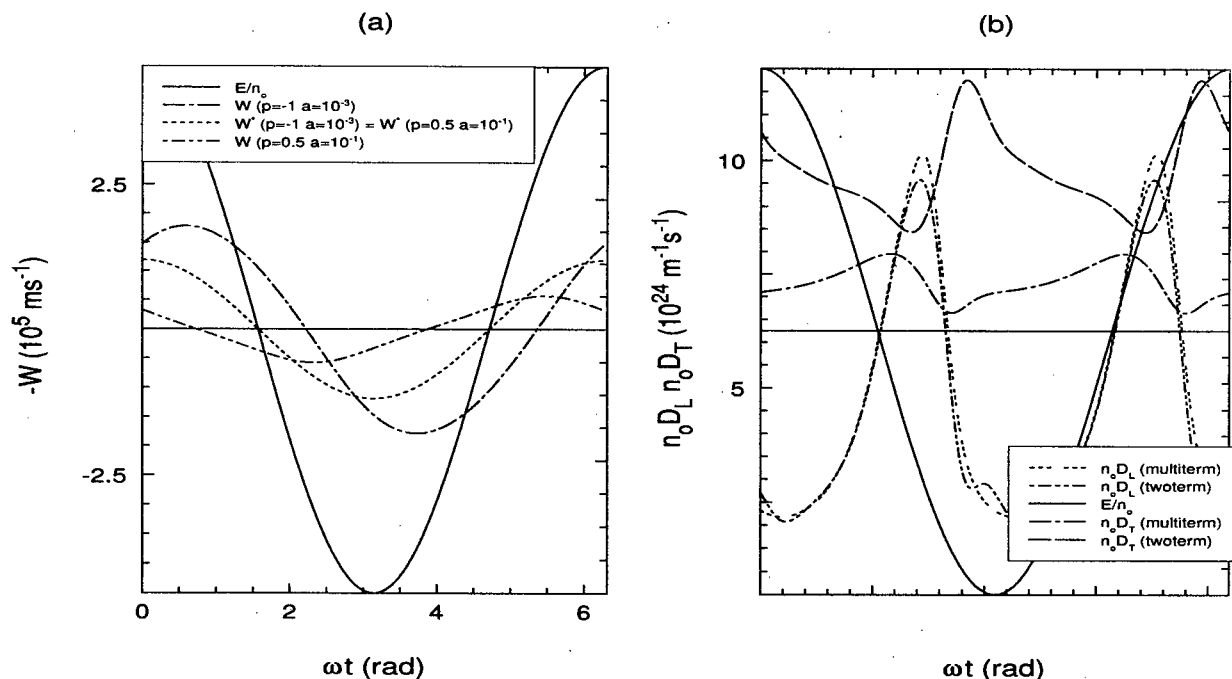 (a)
E/n₀
W (p=-1 a=10⁻³)
W* (p=-1 a=10⁻³) = W* (p=0.5 a=10⁻¹)
W (p=0.5 a=10⁻¹)
2.5
-2.5
-W (10⁵ ms⁻¹)
0
2
4
6
ωt (rad)
(b)
10
5
n₀D_L n₀D_T (10²⁴ m⁻¹s⁻¹)
n₀D_L (multiterm)
n₀D_L (twoterm)
E/n₀
n₀D_T (multiterm)
n₀D_T (twoterm)
ωt (rad)